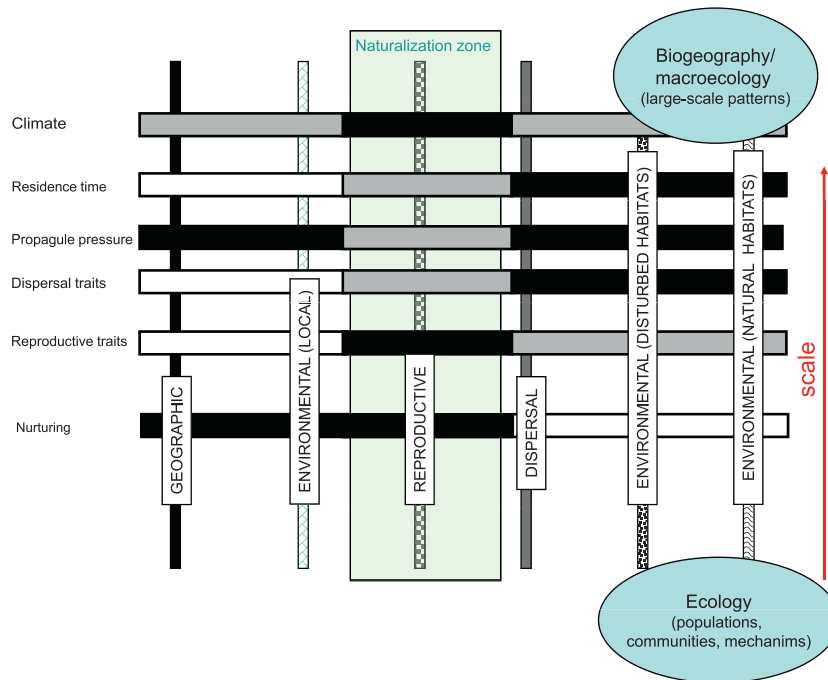 Naturalization zone
Biogeography/
macroecology
(large-scale patterns)
Climate
Residence time
Propagule pressure
Dispersal traits
Reproductive traits
Nurturing
GEOGRAPHIC
ENVIRONMENTAL (LOCAL)
REPRODUCTIVE
DISPERSAL
ENVIRONMENTAL (DISTURBED HABITATS)
ENVIRONMENTAL (NATURAL HABITATS)
scale
Ecology
(populations,
communities, mechanims)